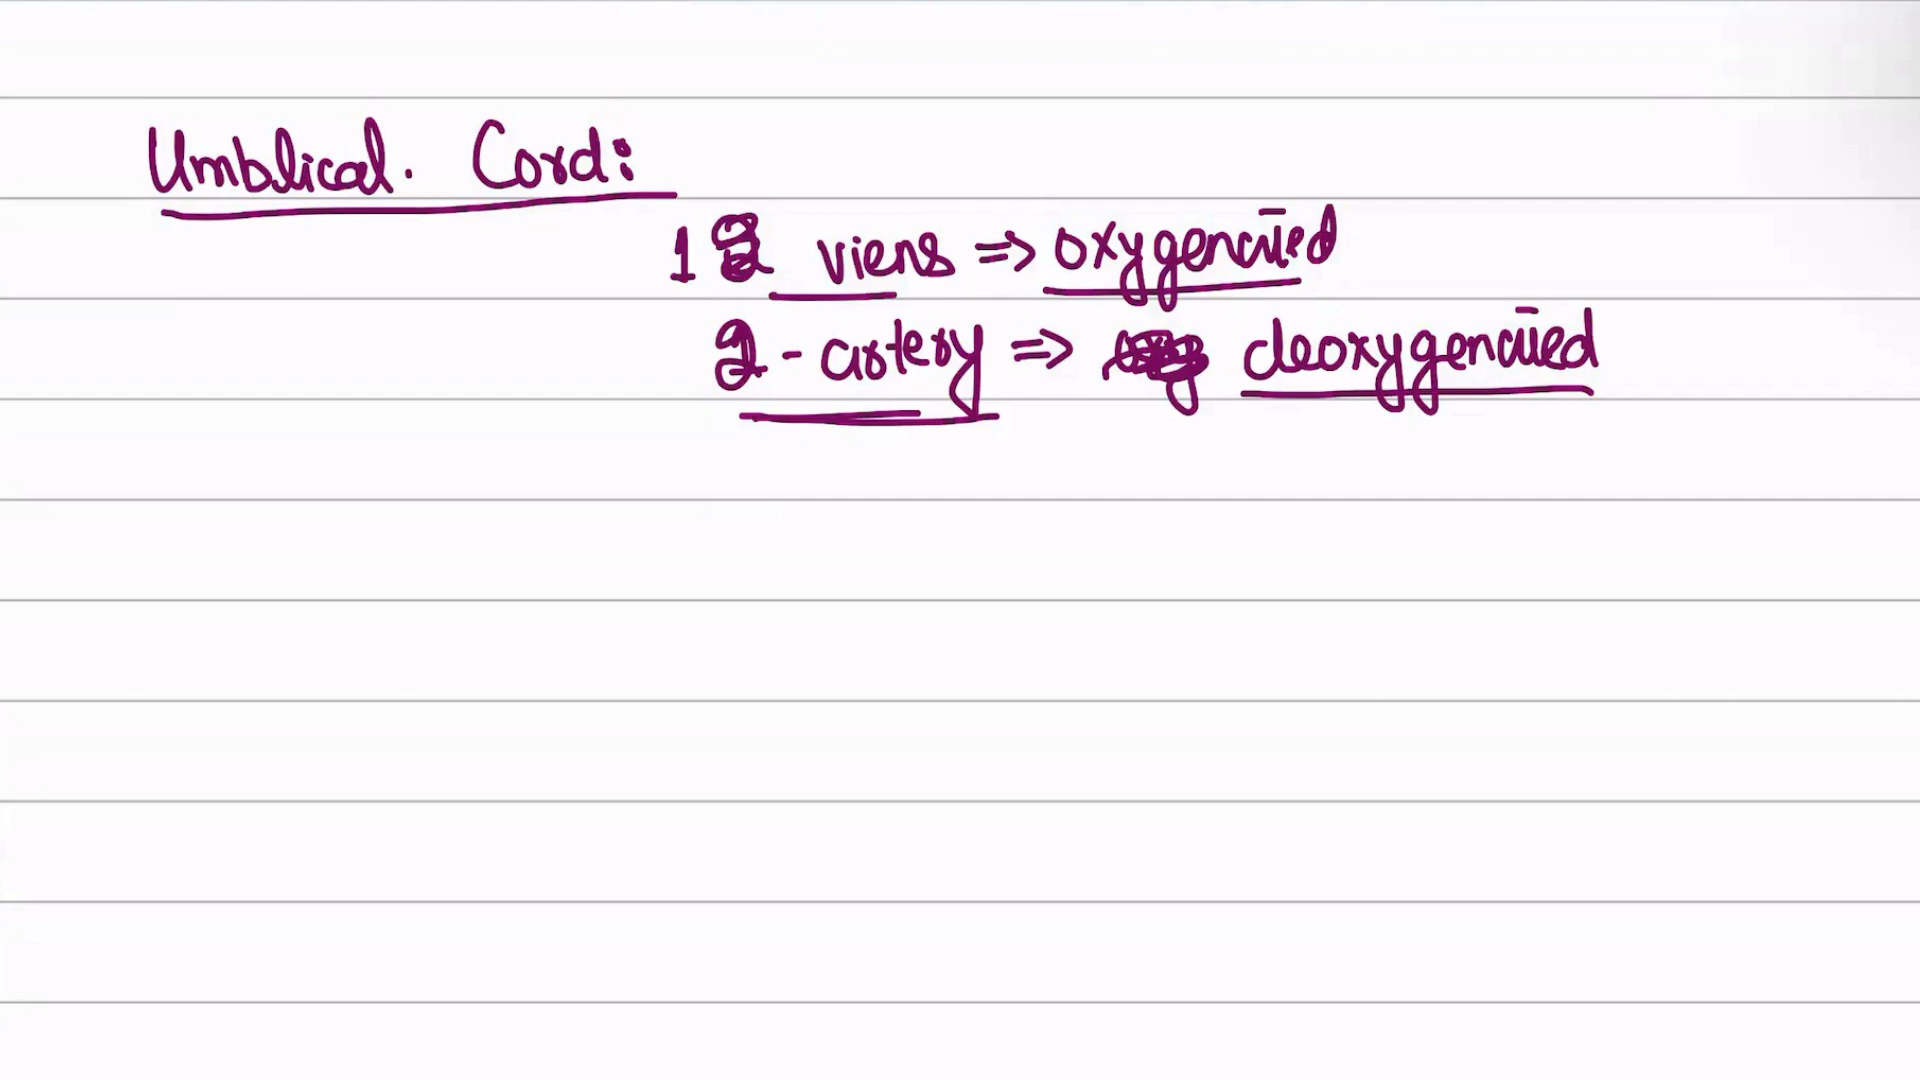 Umblical. Cord:
1 viens => oxygenated
2 - artery => deoxygenated